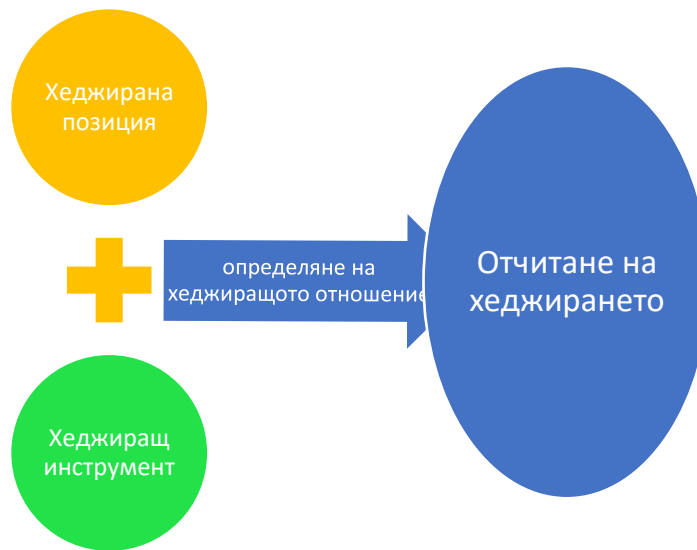 Хеджирана
позиция
определяне на
хеджиращото отношение
Отчитане на
хеджирането
Хеджиращ
инструмент